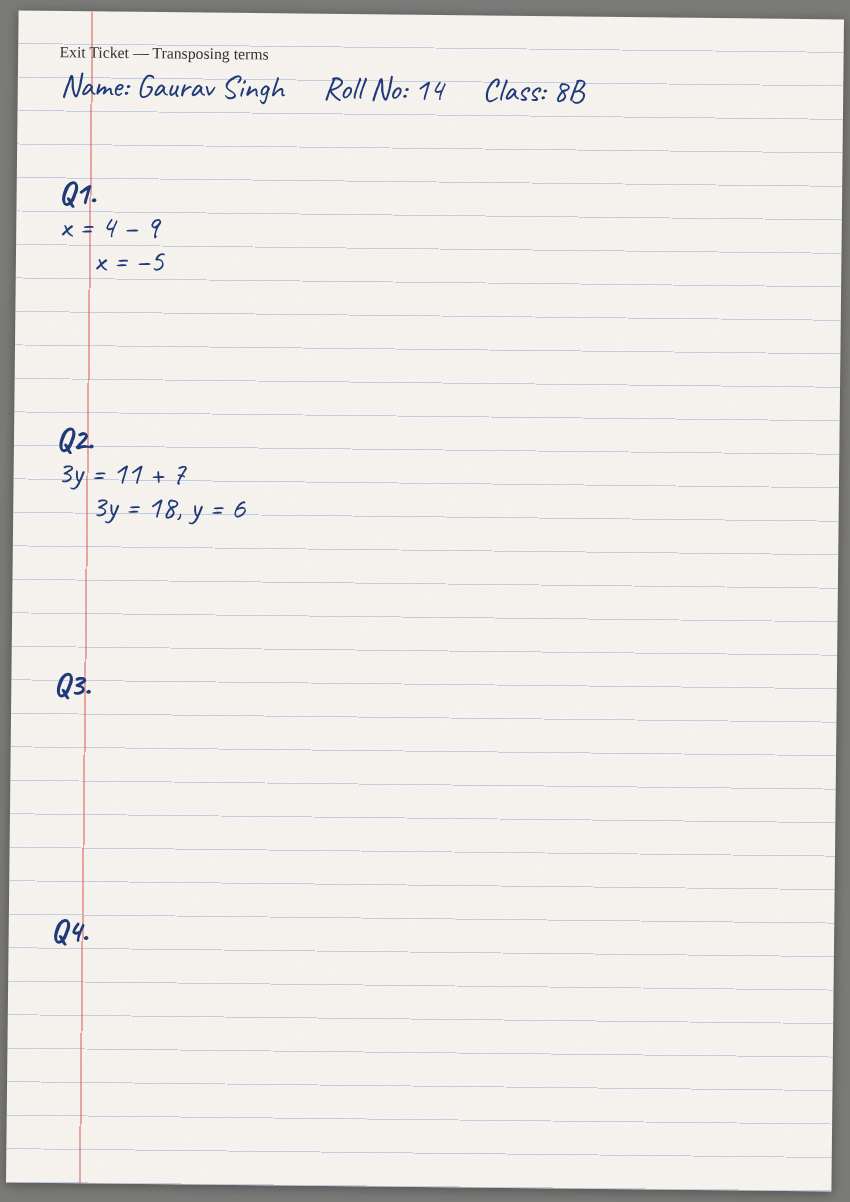 Exit Ticket — Transposing terms
Name: Gaurav Singh Roll No: 14 Class: 8B
Q1.
x = 4 – 9
x = –5
Q2.
3y = 11 + 7
3y = 18, y = 6
Q3.
Q4.